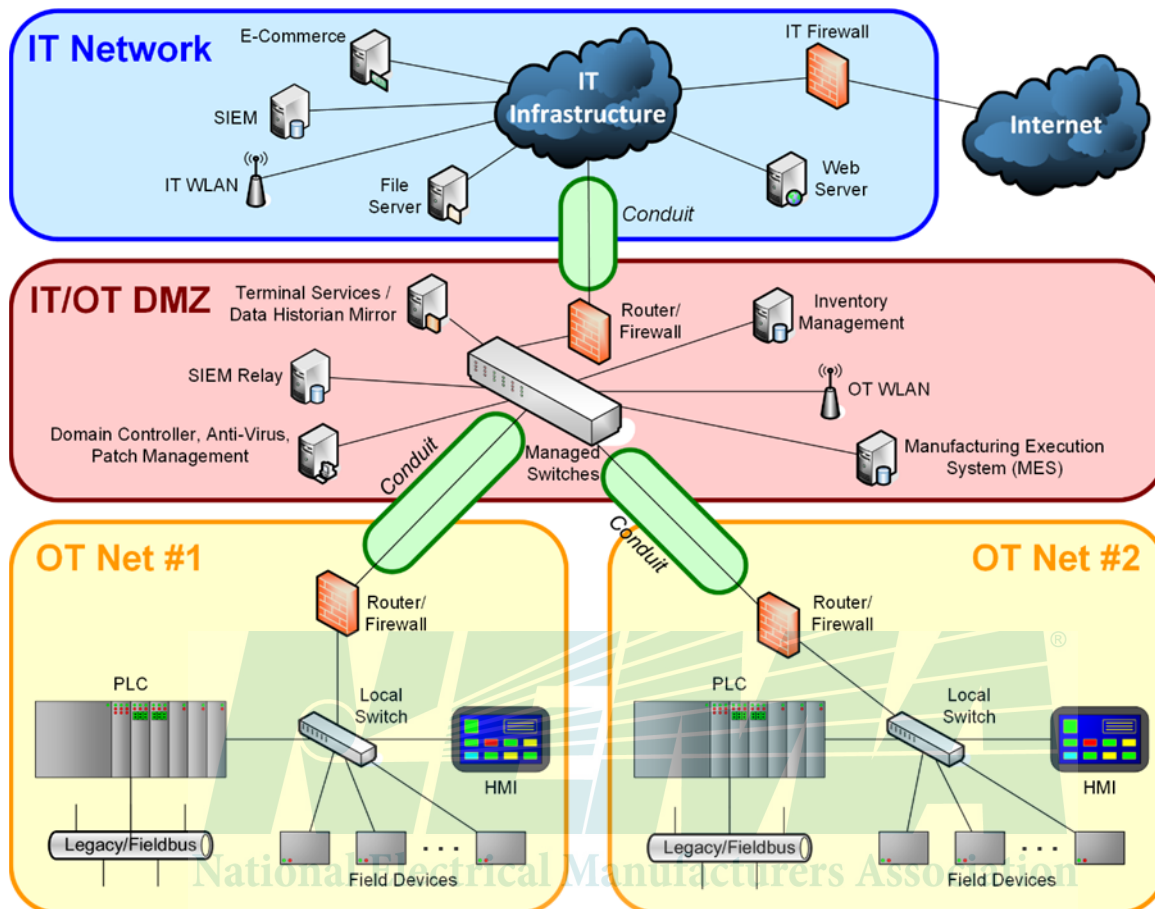 IT Network
E-Commerce
SIEM
IT WLAN
File
Server
IT
Infrastructure
IT Firewall
Web
Server
Internet
Conduit
IT/OT DMZ
Terminal Services /
Data Historian Mirror
Router/
Firewall
Inventory
Management
SIEM Relay
OT WLAN
Domain Controller, Anti-Virus,
Patch Management
Managed
Switches
Manufacturing Execution
System (MES)
Conduit
Conduit
OT Net #1
Router/
Firewall
PLC
Local
Switch
HMI
Legacy/Fieldbus
Field Devices
OT Net #2
Router/
Firewall
PLC
Local
Switch
HMI
Legacy/Fieldbus
Field Devices
NEMA
®
National Electrical Manufacturers Association